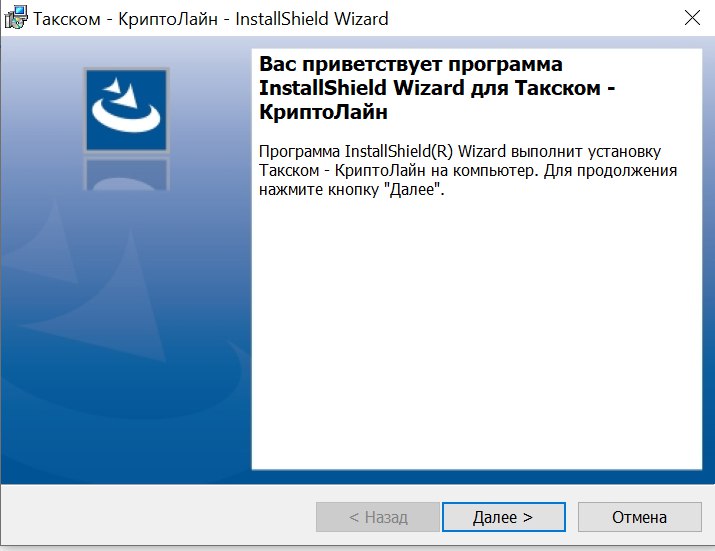 Такском - КриптоЛайн - InstallShield Wizard
Вас приветствует программа
InstallShield Wizard для Такском -
КриптоЛайн
Программа InstallShield(R) Wizard выполнит установку
Такском - КриптоЛайн на компьютер. Для продолжения
нажмите кнопку "Далее".
< Назад
Далее >
Отмена